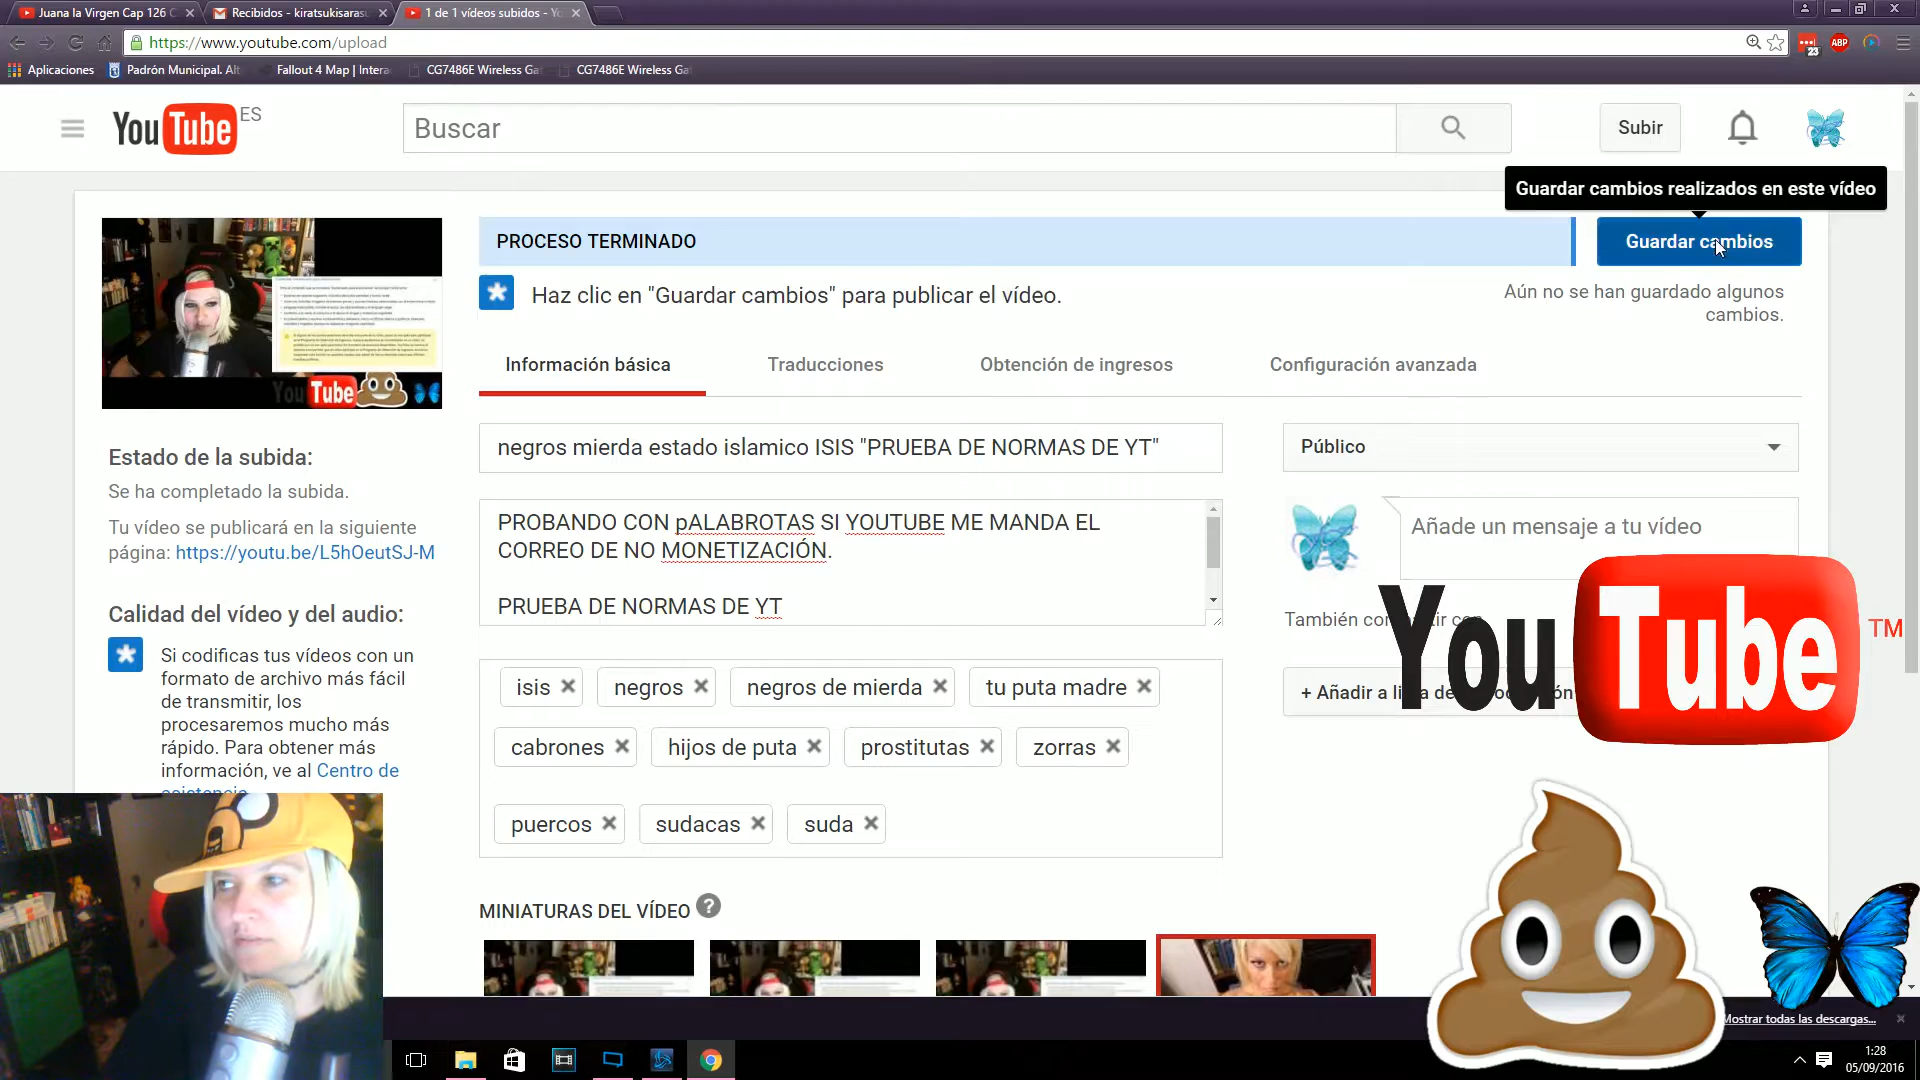 Juana la Virgen Cap 126
Recibidos - kiratsukisaras
1 de 1 vídeos subidos - Yo
https://www.youtube.com/upload
23
ABP
Aplicaciones
Padrón Municipal. Alt
Fallout 4 Map | Intera
CG7486E Wireless Ga
CG7486E Wireless Ga
YouTube ES
Buscar
Subir
Guardar cambios realizados en este vídeo
PROCESO TERMINADO
Guardar cambios
Haz clic en "Guardar cambios" para publicar el vídeo.
Aún no se han guardado algunos
cambios.
Información básica
Traducciones
Obtención de ingresos
Configuración avanzada
YouTube
Estado de la subida:
Se ha completado la subida.
Tu vídeo se publicará en la siguiente
página: https://youtu.be/L5hOeutSJ-M
Calidad del vídeo y del audio:
Si codificas tus vídeos con un
formato de archivo más fácil
de transmitir, los
procesaremos mucho más
rápido. Para obtener más
información, ve al Centro de
asistencia.
negros mierda estado islamico ISIS "PRUEBA DE NORMAS DE YT"
PROBANDO CON pALABROTAS SI YOUTUBE ME MANDA EL
CORREO DE NO MONETIZACIÓN.
PRUEBA DE NORMAS DE YT
isis
negros
negros de mierda
tu puta madre
cabrones
hijos de puta
prostitutas
zorras
puercos
sudacas
suda
MINIATURAS DEL VÍDEO ?
Público
Añade un mensaje a tu vídeo
También con
+ Añadir a li
YouTube TM
Mostrar todas las descargas...
1:28
05/09/2016